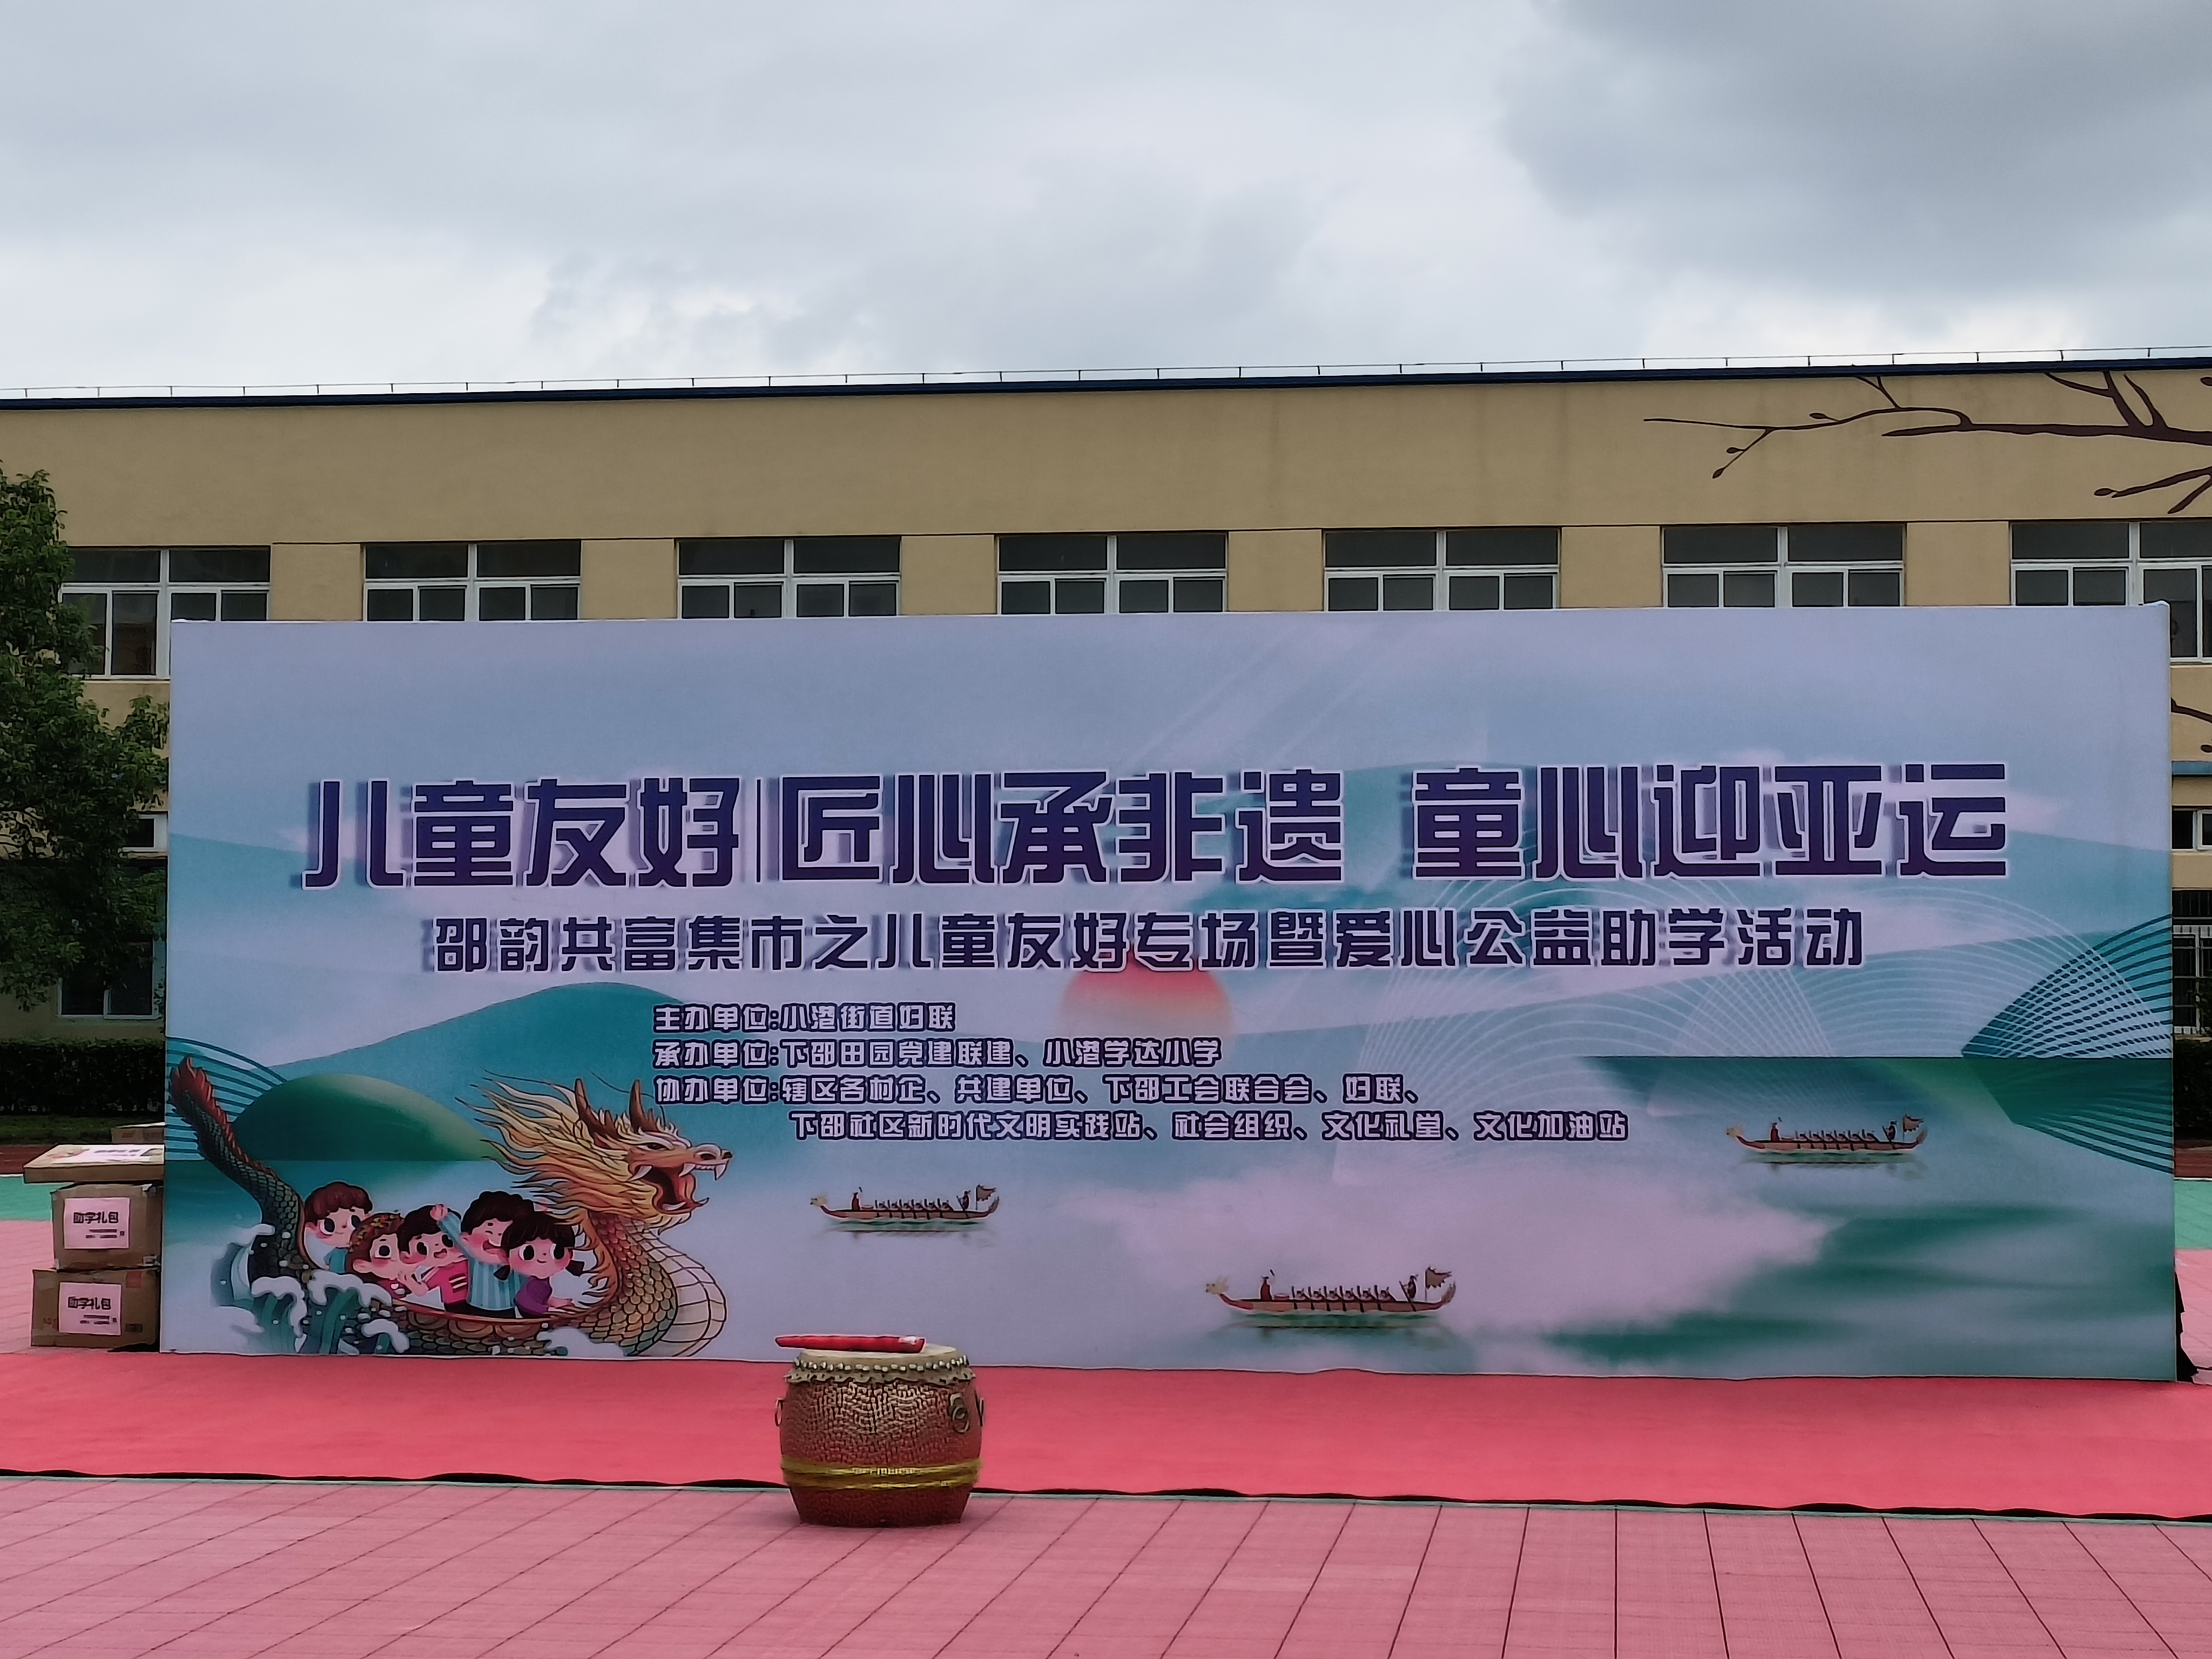 儿童友好|匠心承非遗 童心迎亚运
邵韵共富集市之儿童友好专场暨爱心公益助学活动
主办单位:小港街道妇联
承办单位:下邵田园党建联建、小港学达小学
协办单位:辖区各村企、共建单位、下邵工会联合会、妇联、
下邵社区新时代文明实践站、社会组织、文化礼堂、文化加油站
助学礼包
助学礼包